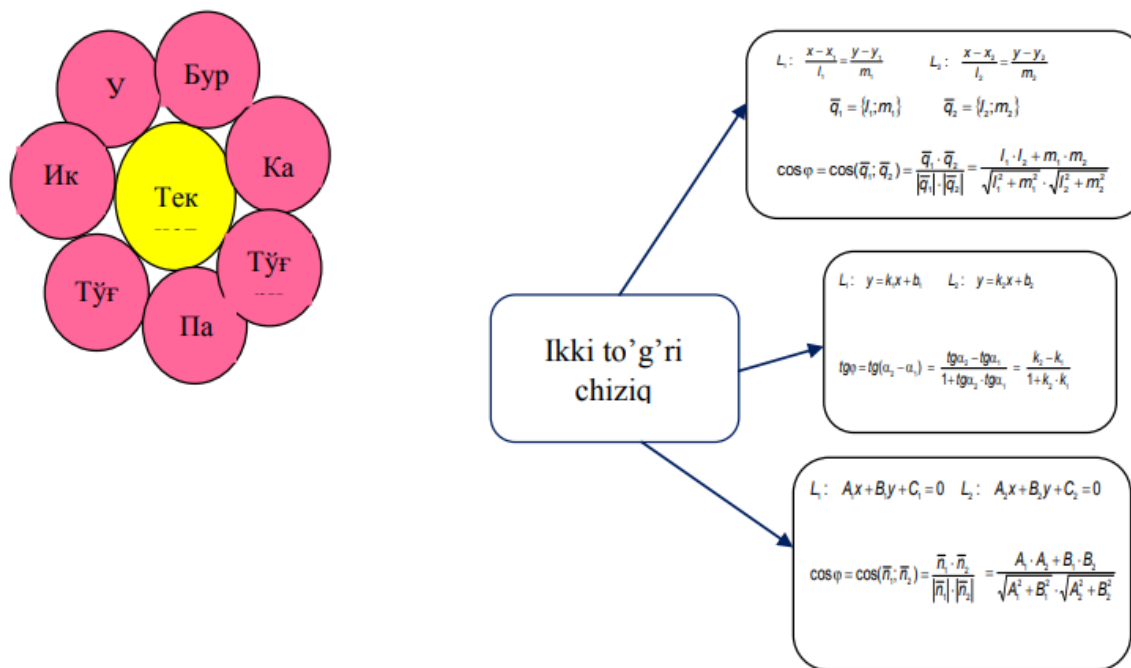 У
Бур
Ик
Тек
Ка
Тўғ
Па
Тўғ
L₁: (x−x₁)/l₁ = (y−y₁)/m₁ L₂: (x−x₂)/l₂ = (y−y₂)/m₂
q̅₁ = {l₁;m₁} q̅₂ = {l₂;m₂}
cosφ = cos(q̅₁; q̅₂) = (q̅₁·q̅₂)/(|q̅₁|·|q̅₂|) = (l₁·l₂+m₁·m₂)/(√(l₁²+m₁²)·√(l₂²+m₂²))
Ikki to’g’ri
chiziq
L₁: y=k₁x+b₁ L₂: y=k₂x+b₂
tgφ=tg(α₂−α₁) = (tgα₂−tgα₁)/(1+tgα₂·tgα₁) = (k₂−k₁)/(1+k₂·k₁)
L₁: A₁x+B₁y+C₁=0 L₂: A₂x+B₂y+C₂=0
cosφ=cos(n̅₁; n̅₂) = (n̅₁·n̅₂)/(|n̅₁|·|n̅₂|) = (A₁·A₂+B₁·B₂)/(√(A₁²+B₁²)·√(A₂²+B₂²))